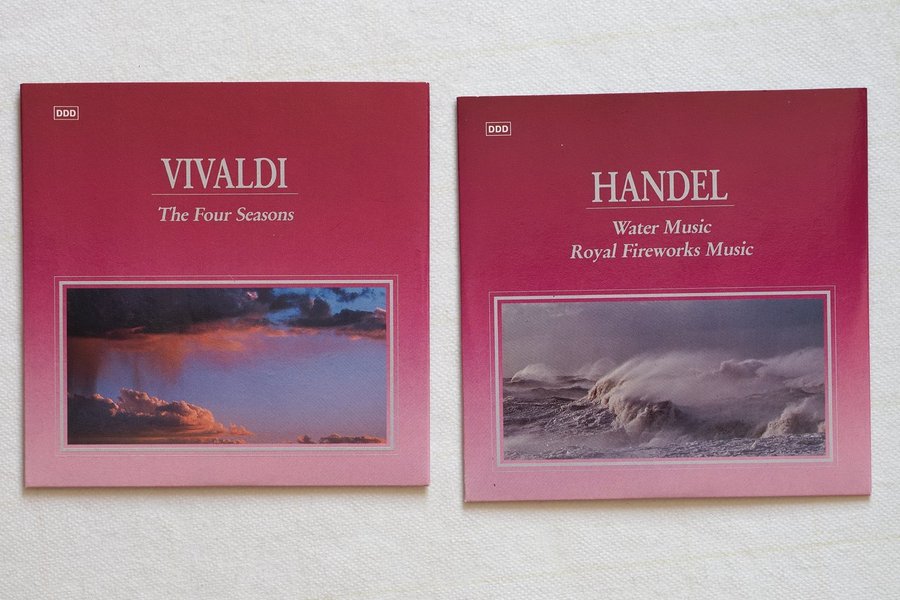 DDD
VIVALDI
The Four Seasons
DDD
HANDEL
Water Music
Royal Fireworks Music